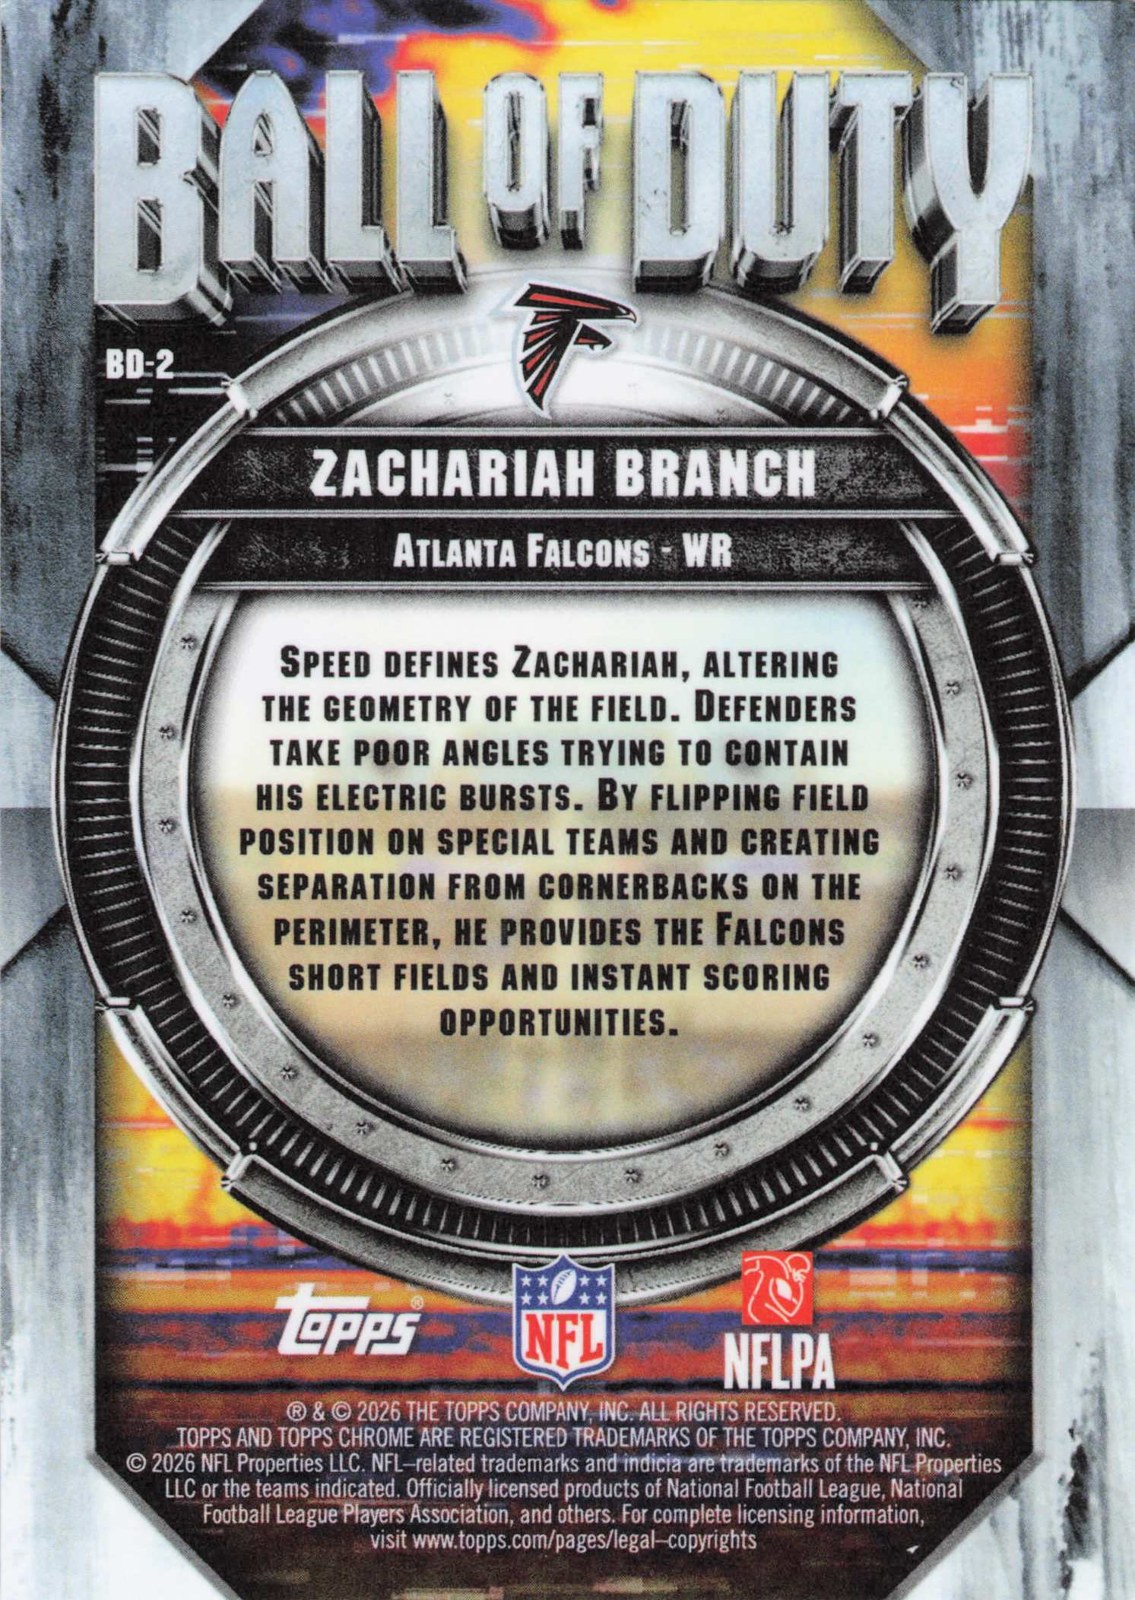 BALL OF DUTY
BD-2
ZACHARIAH BRANCH
ATLANTA FALCONS - WR
SPEED DEFINES ZACHARIAH, ALTERING
THE GEOMETRY OF THE FIELD. DEFENDERS
TAKE POOR ANGLES TRYING TO CONTAIN
HIS ELECTRIC BURSTS. BY FLIPPING FIELD
POSITION ON SPECIAL TEAMS AND CREATING
SEPARATION FROM CORNERBACKS ON THE
PERIMETER, HE PROVIDES THE FALCONS
SHORT FIELDS AND INSTANT SCORING
OPPORTUNITIES.
topps®
NFL
NFLPA
® & © 2026 THE TOPPS COMPANY, INC. ALL RIGHTS RESERVED.
TOPPS AND TOPPS CHROME ARE REGISTERED TRADEMARKS OF THE TOPPS COMPANY, INC.
© 2026 NFL Properties LLC. NFL–related trademarks and indicia are trademarks of the NFL Properties
LLC or the teams indicated. Officially licensed products of National Football League, National
Football League Players Association, and others. For complete licensing information,
visit www.topps.com/pages/legal–copyrights